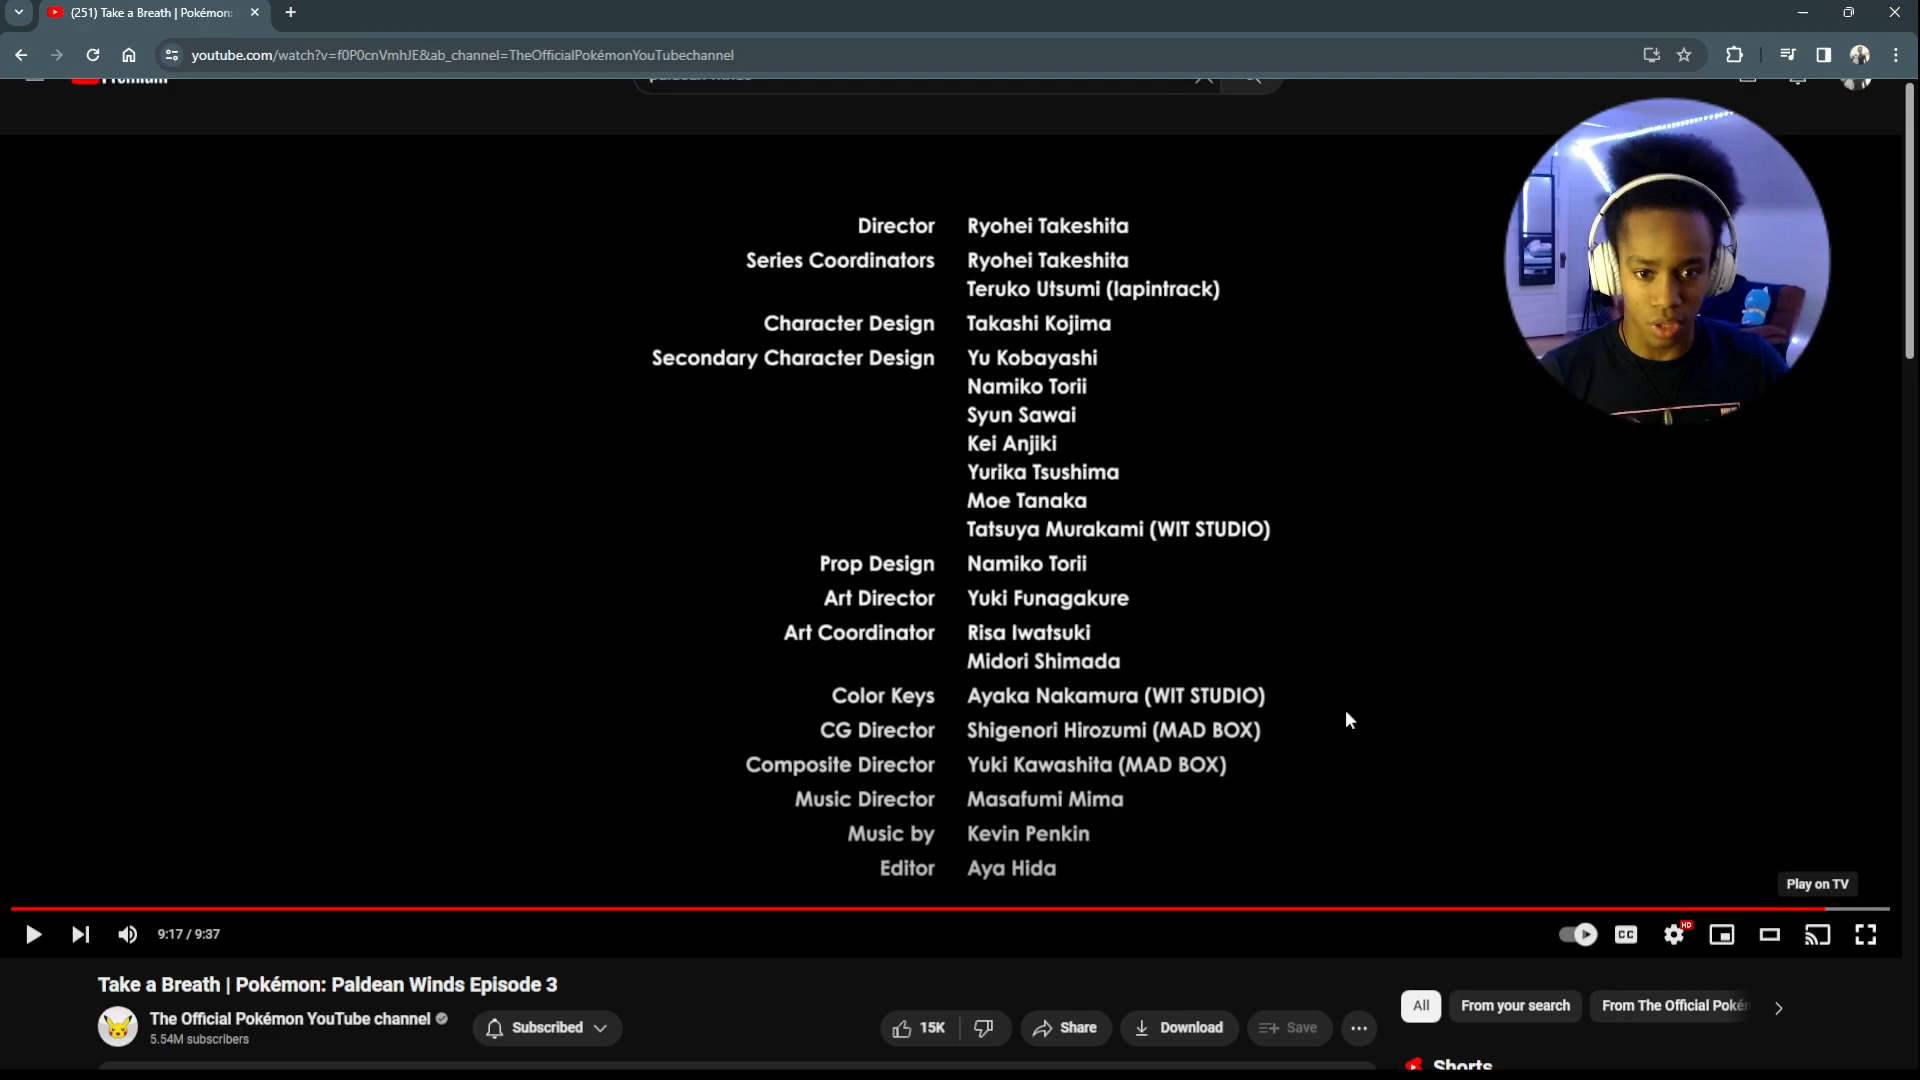 (251) Take a Breath | Pokémon:
youtube.com/watch?v=f0P0cnVmhJE&ab_channel=TheOfficialPokémonYouTubechannel
Premium
paldean winds
Director Ryohei Takeshita
Series Coordinators Ryohei Takeshita
Teruko Utsumi (lapintrack)
Character Design Takashi Kojima
Secondary Character Design Yu Kobayashi
Namiko Torii
Syun Sawai
Kei Anjiki
Yurika Tsushima
Moe Tanaka
Tatsuya Murakami (WIT STUDIO)
Prop Design Namiko Torii
Art Director Yuki Funagakure
Art Coordinator Risa Iwatsuki
Midori Shimada
Color Keys Ayaka Nakamura (WIT STUDIO)
CG Director Shigenori Hirozumi (MAD BOX)
Composite Director Yuki Kawashita (MAD BOX)
Music Director Masafumi Mima
Music by Kevin Penkin
Editor Aya Hida
Play on TV
9:17 / 9:37
CC
HD
Take a Breath | Pokémon: Paldean Winds Episode 3
The Official Pokémon YouTube channel
5.54M subscribers
Subscribed
15K
Share
Download
Save
All
From your search
From The Official Pokém
Shorts